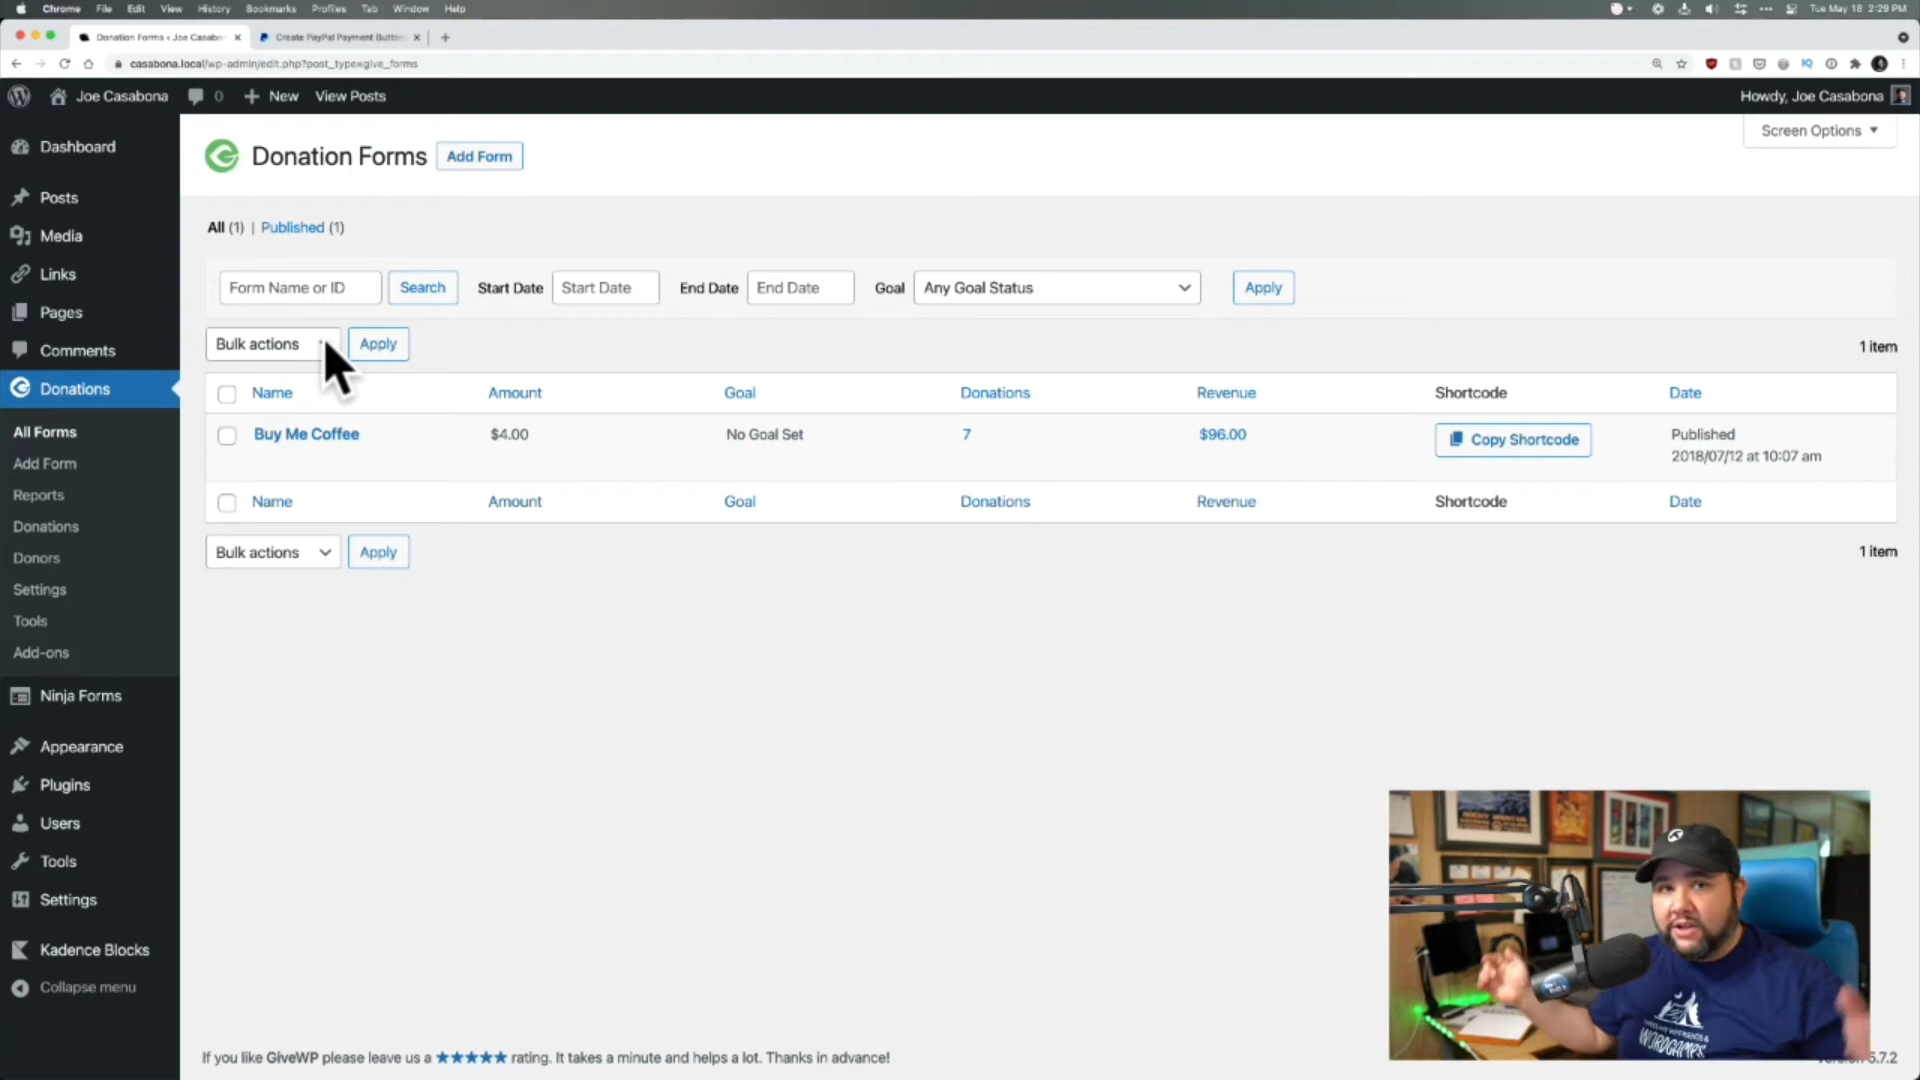 Chrome File Edit View History Bookmarks Profiles Tab Window Help Tue May 18 2:29 PM
Donation Forms ‹ Joe Casabo Create PayPal Payment Button
casabona.local/wp-admin/edit.php?post_type=give_forms
Joe Casabona 0 New View Posts Howdy, Joe Casabona
Screen Options
Dashboard
Posts
Media
Links
Pages
Comments
Donations
All Forms
Add Form
Reports
Donations
Donors
Settings
Tools
Add-ons
Ninja Forms
Appearance
Plugins
Users
Tools
Settings
Kadence Blocks
Collapse menu
Donation Forms Add Form
All (1) | Published (1)
Form Name or ID Search Start Date Start Date End Date End Date Goal Any Goal Status Apply
Bulk actions Apply 1 item
Name Amount Goal Donations Revenue Shortcode Date
Buy Me Coffee $4.00 No Goal Set 7 $96.00 Copy Shortcode Published
2018/07/12 at 10:07 am
Name Amount Goal Donations Revenue Shortcode Date
Bulk actions Apply 1 item
WORDCAMPS
If you like GiveWP please leave us a ★★★★★ rating. It takes a minute and helps a lot. Thanks in advance!
5.7.2